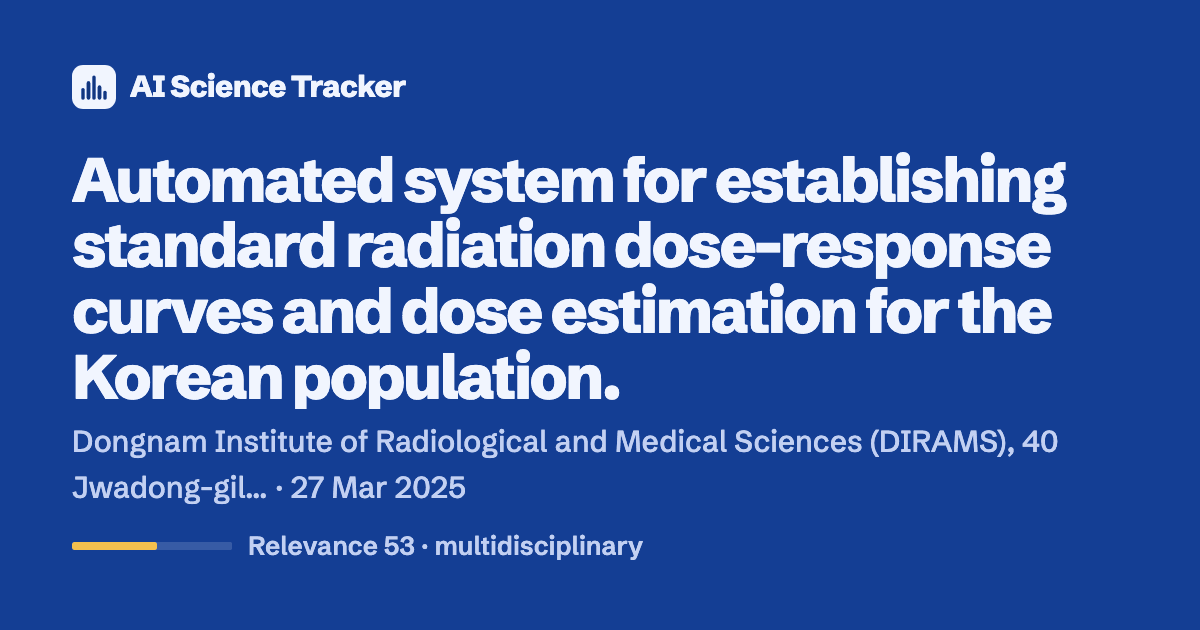 AI Science Tracker
Automated system for establishing
standard radiation dose-response
curves and dose estimation for the
Korean population.
Dongnam Institute of Radiological and Medical Sciences (DIRAMS), 40
Jwadong-gil... · 27 Mar 2025
Relevance 53 · multidisciplinary